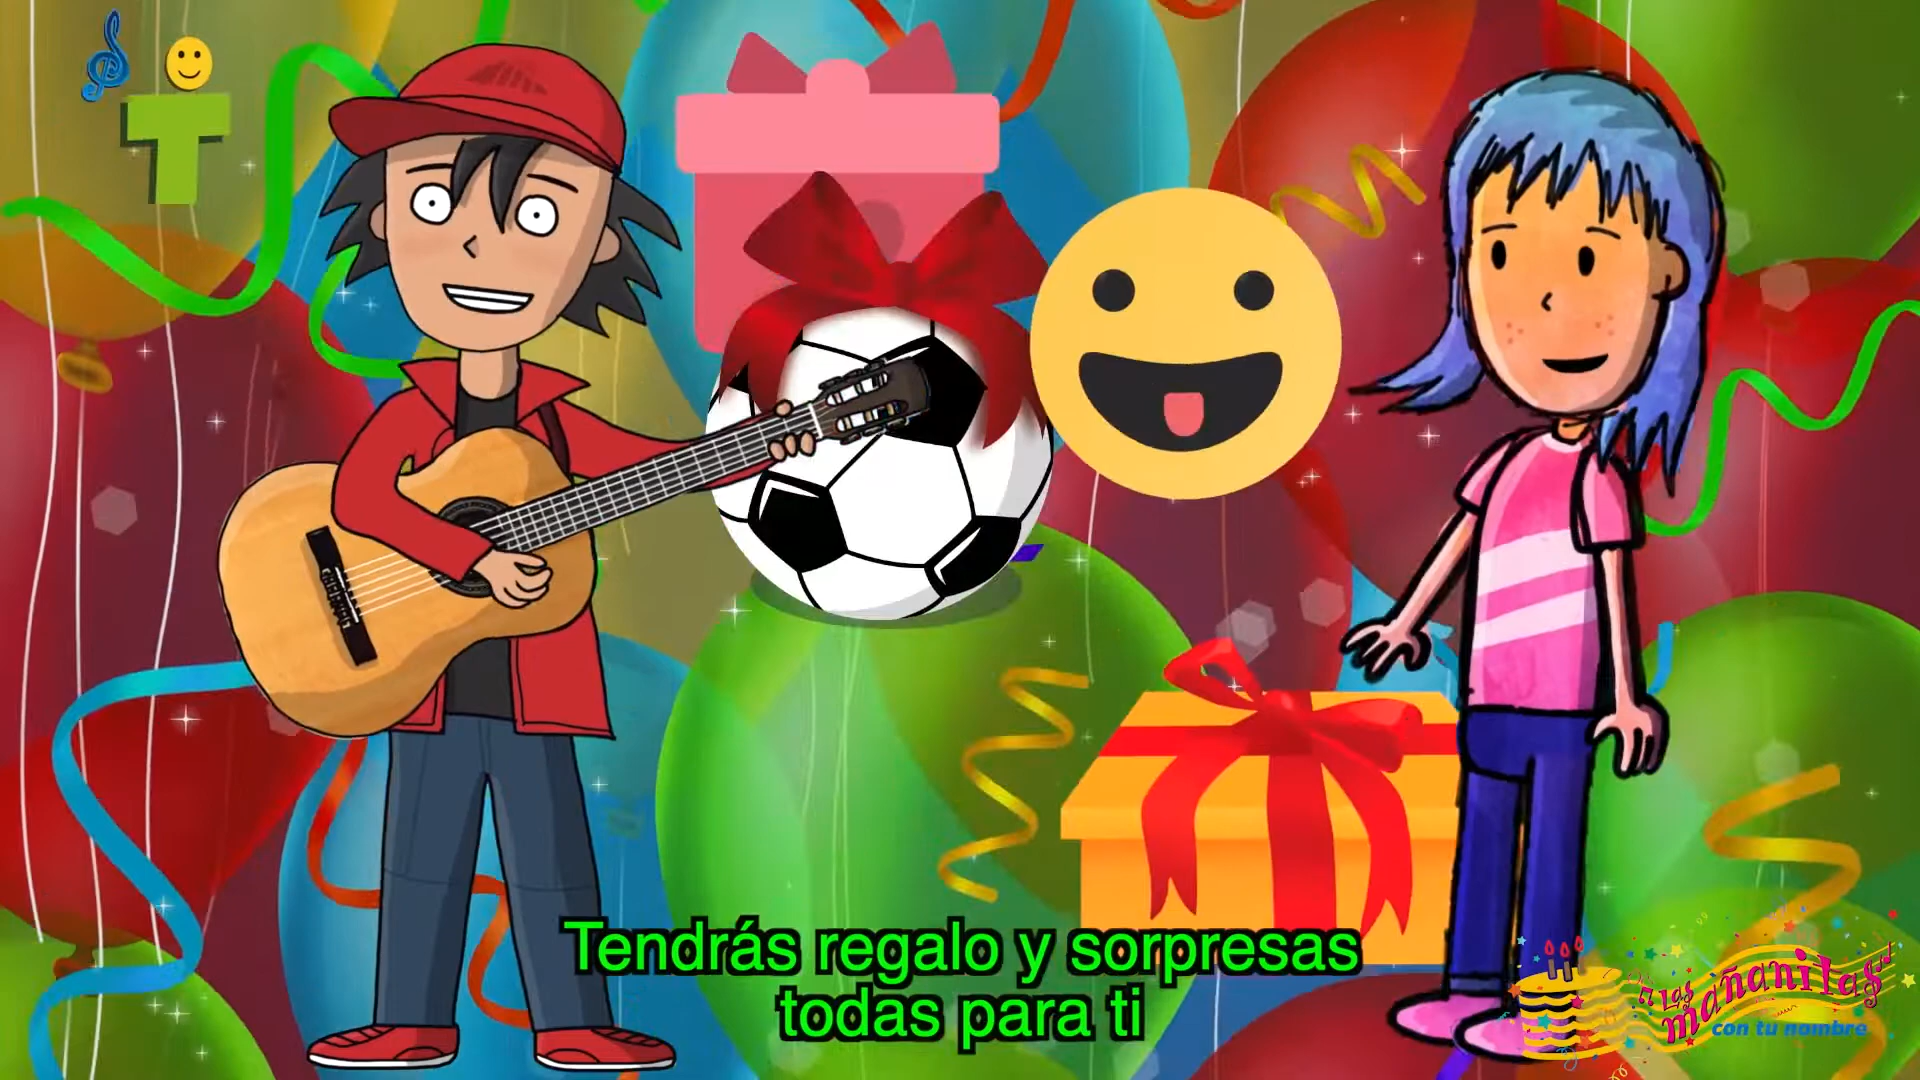 T
Tendrás regalo y sorpresas
todas para ti
Las
mañanitas
con tu nombre